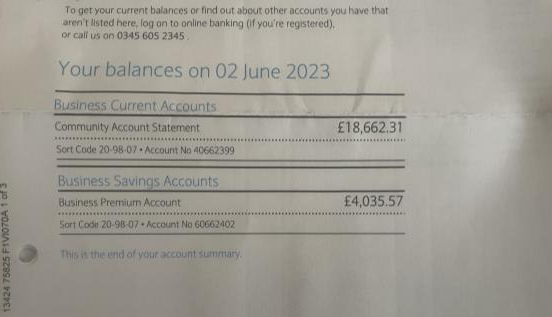 To get your current balances or find out about other accounts you have that
aren't listed here, log on to online banking (if you're registered),
or call us on 0345 605 2345.
Your balances on 02 June 2023
Business Current Accounts
Community Account Statement £18,662.31
Sort Code 20-98-07 • Account No 40662399
Business Savings Accounts
Business Premium Account £4,035.57
Sort Code 20-98-07 • Account No 60662402
This is the end of your account summary.
13424 75825 F1VI070A 1 of 3